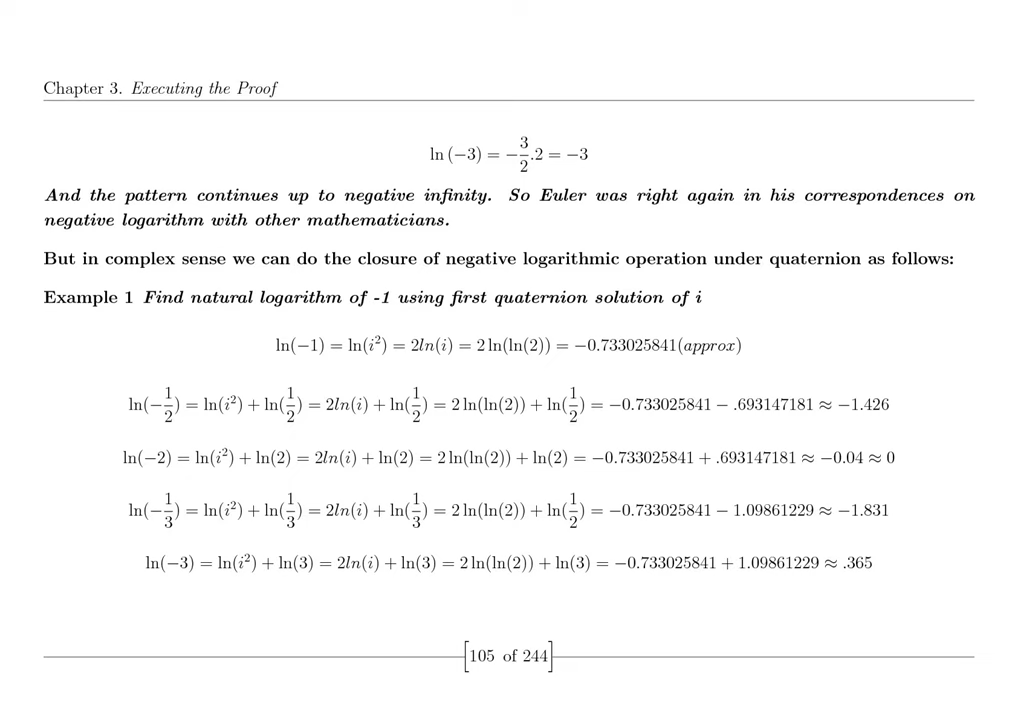 Chapter 3. Executing the Proof
ln (−3) = −3/2.2 = −3
And the pattern continues up to negative infinity. So Euler was right again in his correspondences on
negative logarithm with other mathematicians.
But in complex sense we can do the closure of negative logarithmic operation under quaternion as follows:
Example 1 Find natural logarithm of -1 using first quaternion solution of i
ln(−1) = ln(i²) = 2ln(i) = 2 ln(ln(2)) = −0.733025841(approx)
ln(−1/2) = ln(i²) + ln(1/2) = 2ln(i) + ln(1/2) = 2 ln(ln(2)) + ln(1/2) = −0.733025841 − .693147181 ≈ −1.426
ln(−2) = ln(i²) + ln(2) = 2ln(i) + ln(2) = 2 ln(ln(2)) + ln(2) = −0.733025841 + .693147181 ≈ −0.04 ≈ 0
ln(−1/3) = ln(i²) + ln(1/3) = 2ln(i) + ln(1/3) = 2 ln(ln(2)) + ln(1/2) = −0.733025841 − 1.09861229 ≈ −1.831
ln(−3) = ln(i²) + ln(3) = 2ln(i) + ln(3) = 2 ln(ln(2)) + ln(3) = −0.733025841 + 1.09861229 ≈ .365
[105 of 244]